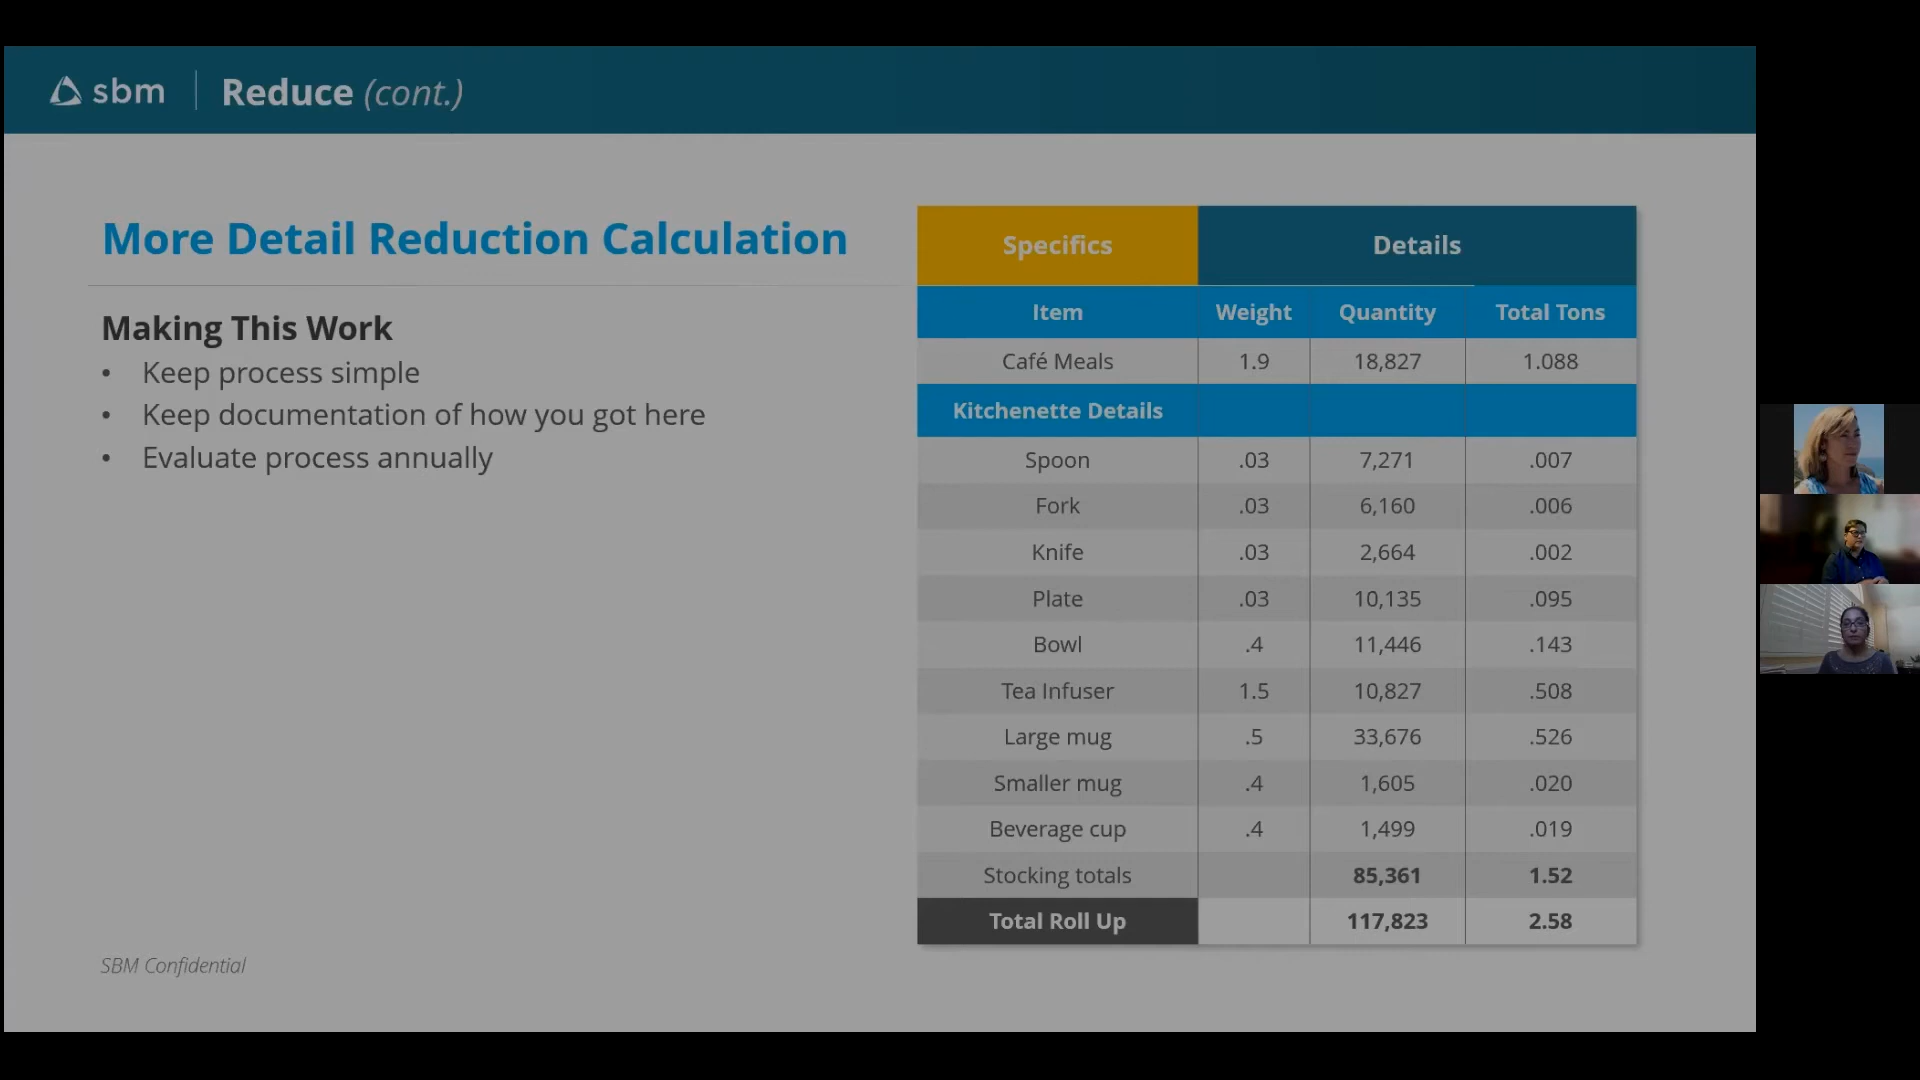 sbm
Reduce (cont.)
More Detail Reduction Calculation
Making This Work
• Keep process simple
• Keep documentation of how you got here
• Evaluate process annually
Specifics Details
Item Weight Quantity Total Tons
Café Meals 1.9 18,827 1.088
Kitchenette Details
Spoon .03 7,271 .007
Fork .03 6,160 .006
Knife .03 2,664 .002
Plate .03 10,135 .095
Bowl .4 11,446 .143
Tea Infuser 1.5 10,827 .508
Large mug .5 33,676 .526
Smaller mug .4 1,605 .020
Beverage cup .4 1,499 .019
Stocking totals 85,361 1.52
Total Roll Up 117,823 2.58
SBM Confidential